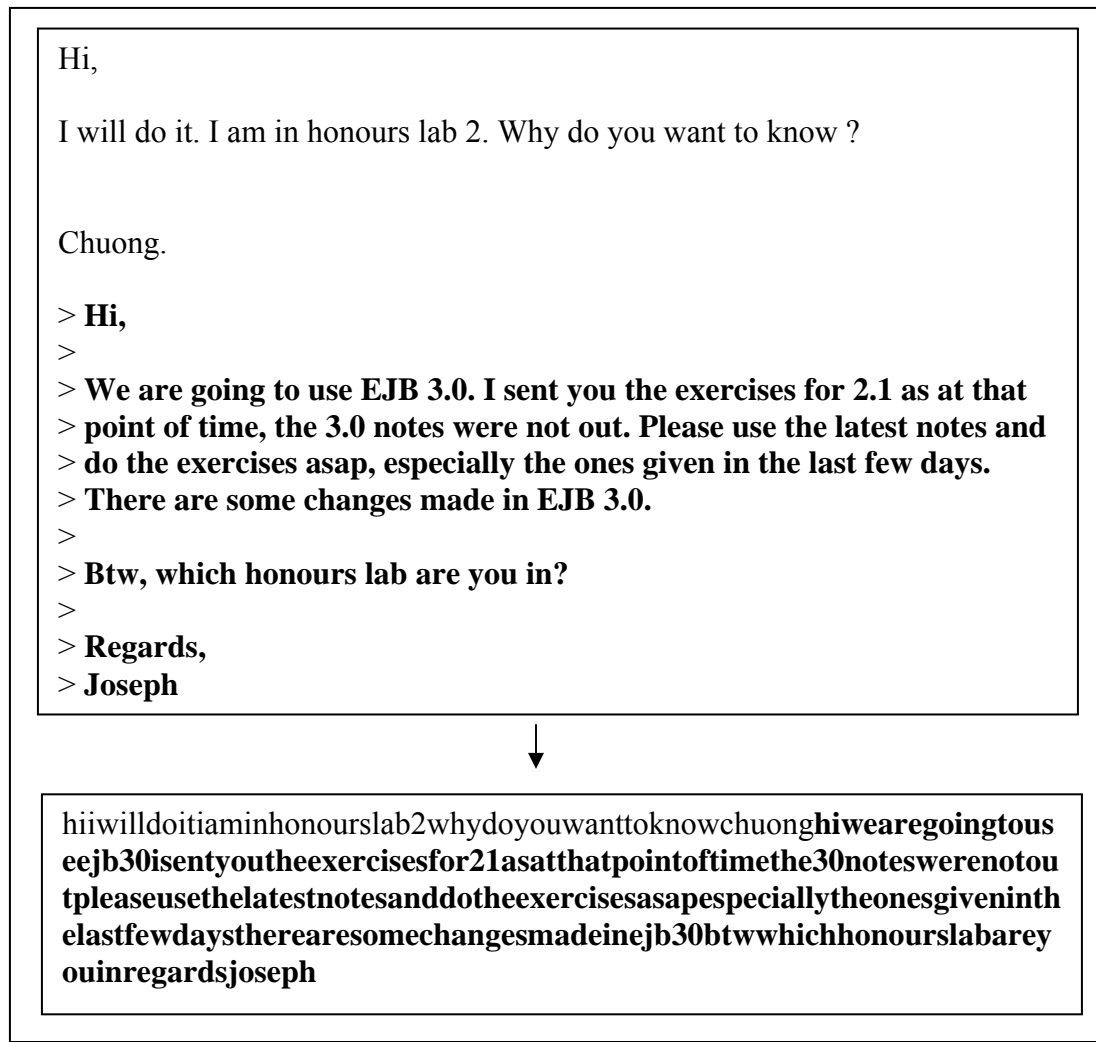 Hi,
I will do it. I am in honours lab 2. Why do you want to know ?
Chuong.
> Hi,
>
> We are going to use EJB 3.0. I sent you the exercises for 2.1 as at that
> point of time, the 3.0 notes were not out. Please use the latest notes and
> do the exercises asap, especially the ones given in the last few days.
> There are some changes made in EJB 3.0.
>
> Btw, which honours lab are you in?
>
> Regards,
> Joseph
hiiwilldoitiaminhonourslab2whydoyouwanttoknowchuonghiwearegoingtous
eejb30isentyoutheexercisesfor21asatthatpointoftimethe30noteswerenotou
tpleaseusethelatestnotesanddotheexercisesasapespeciallytheonesgiveninth
elastfewdaystherearesomechangesmadeinejb30btwwhichhonourslabarey
ouinregardsjoseph